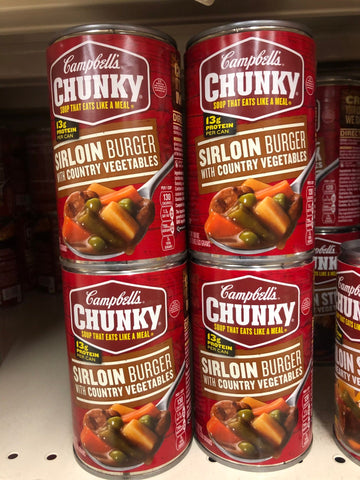 Campbell's
CHUNKY
SOUP THAT EATS LIKE A MEAL
13g
PROTEIN
PER CAN
SIRLOIN BURGER
WITH COUNTRY VEGETABLES
130
Campbell's
CHUNKY
SOUP THAT EATS LIKE A MEAL
13g
PROTEIN
PER CAN
SIRLOIN BURGER
WITH COUNTRY VEGETABLES
130
Campbell's
CHUNKY
SOUP THAT EATS LIKE A MEAL
13g
PROTEIN
PER CAN
SIRLOIN BURGER
WITH COUNTRY VEGETABLES
Campbell's
CHUNKY
SOUP THAT EATS LIKE A MEAL
13g
PROTEIN
PER CAN
SIRLOIN BURGER
WITH COUNTRY VEGETABLES